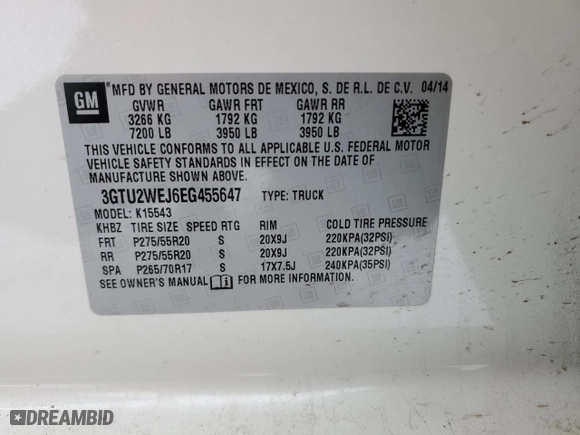 GM
® MFD BY GENERAL MOTORS DE MEXICO, S. DE R.L. DE C.V. 04/14
GVWR GAWR FRT GAWR RR
3266 KG 1792 KG 1792 KG
7200 LB 3950 LB 3950 LB
THIS VEHICLE CONFORMS TO ALL APPLICABLE U.S. FEDERAL MOTOR
VEHICLE SAFETY STANDARDS IN EFFECT ON THE DATE OF
MANUFACTURE SHOWN ABOVE.
3GTU2WEJ6EG455647 TYPE: TRUCK
MODEL: K15543
KHBZ TIRE SIZE SPEED RTG RIM COLD TIRE PRESSURE
FRT P275/55R20 S 20X9J 220KPA(32PSI)
RR P275/55R20 S 20X9J 220KPA(32PSI)
SPA P265/70R17 S 17X7.5J 240KPA(35PSI)
SEE OWNER'S MANUAL i FOR MORE INFORMATION.
DREAMBID